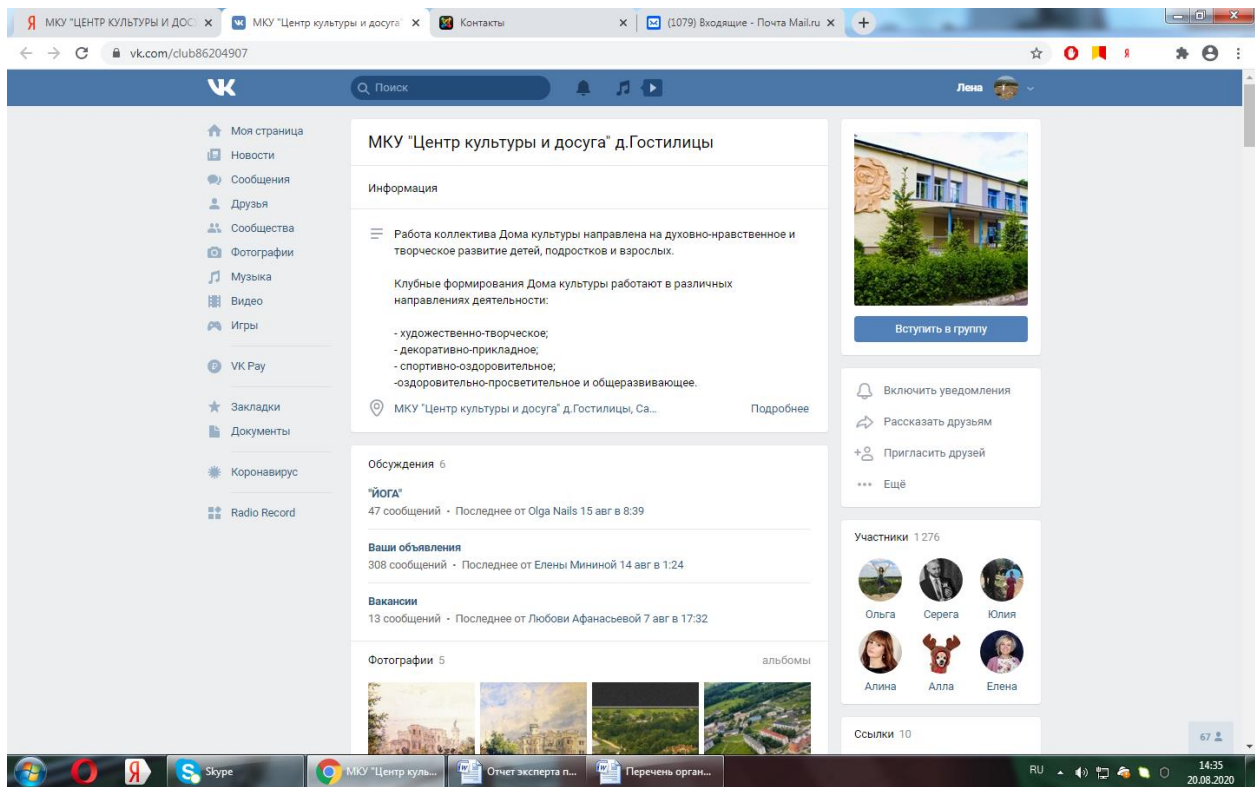 МКУ "ЦЕНТР КУЛЬТУРЫ И ДОС
МКУ "Центр культуры и досуга"
Контакты
(1079) Входящие - Почта Mail.ru
vk.com/club86204907
Поиск
Лена
Моя страница
Новости
Сообщения
Друзья
Сообщества
Фотографии
Музыка
Видео
Игры
VK Pay
Закладки
Документы
Коронавирус
Radio Record
МКУ "Центр культуры и досуга" д.Гостилицы
Информация
Работа коллектива Дома культуры направлена на духовно-нравственное и
творческое развитие детей, подростков и взрослых.
Клубные формирования Дома культуры работают в различных
направлениях деятельности:
- художественно-творческое;
- декоративно-прикладное;
- спортивно-оздоровительное;
-оздоровительно-просветительное и общеразвивающее.
МКУ "Центр культуры и досуга" д.Гостилицы, Са...
Подробнее
Обсуждения 6
"ЙОГА"
47 сообщений • Последнее от Olga Nails 15 авг в 8:39
Ваши объявления
308 сообщений • Последнее от Елены Мининой 14 авг в 1:24
Вакансии
13 сообщений • Последнее от Любови Афанасьевой 7 авг в 17:32
Фотографии 5
альбомы
Вступить в группу
Включить уведомления
Рассказать друзьям
Пригласить друзей
Ещё
Участники 1 276
Ольга
Серега
Юлия
Алина
Алла
Елена
Ссылки 10
67
Skype
МКУ "Центр куль...
Отчет эксперта п...
Перечень орган...
RU
14:35
20.08.2020